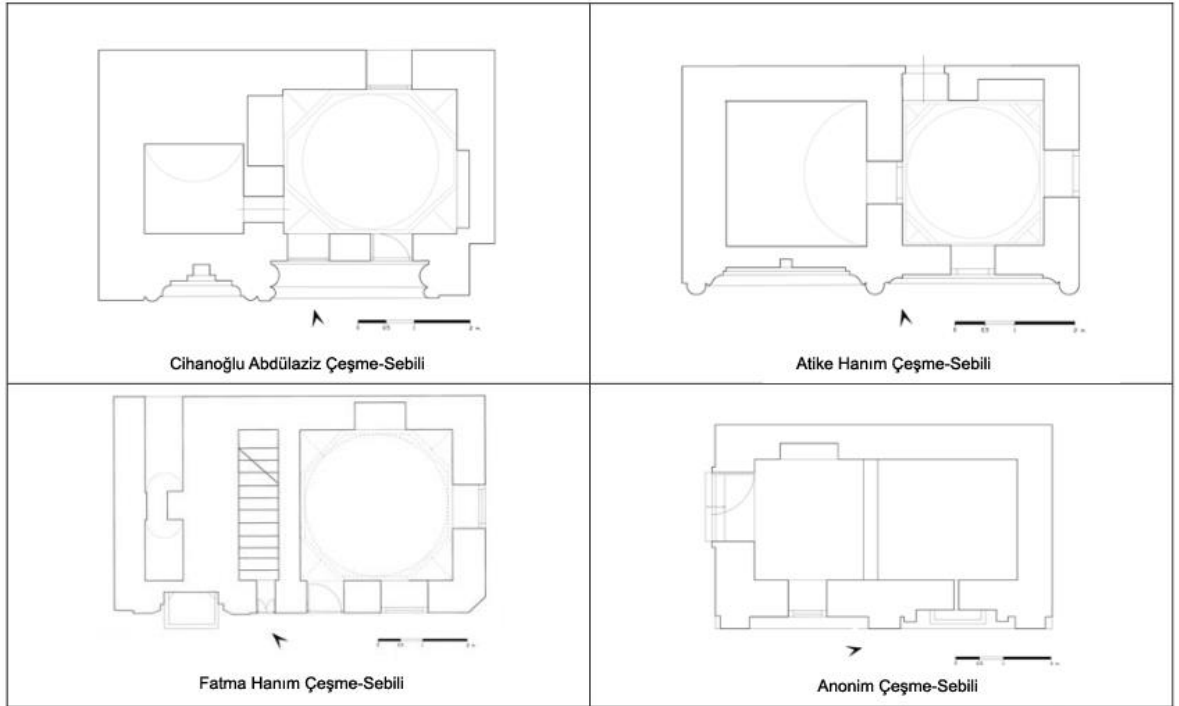 Cihanoğlu Abdülaziz Çeşme-Sebili
Atike Hanım Çeşme-Sebili
Fatma Hanım Çeşme-Sebili
Anonim Çeşme-Sebili